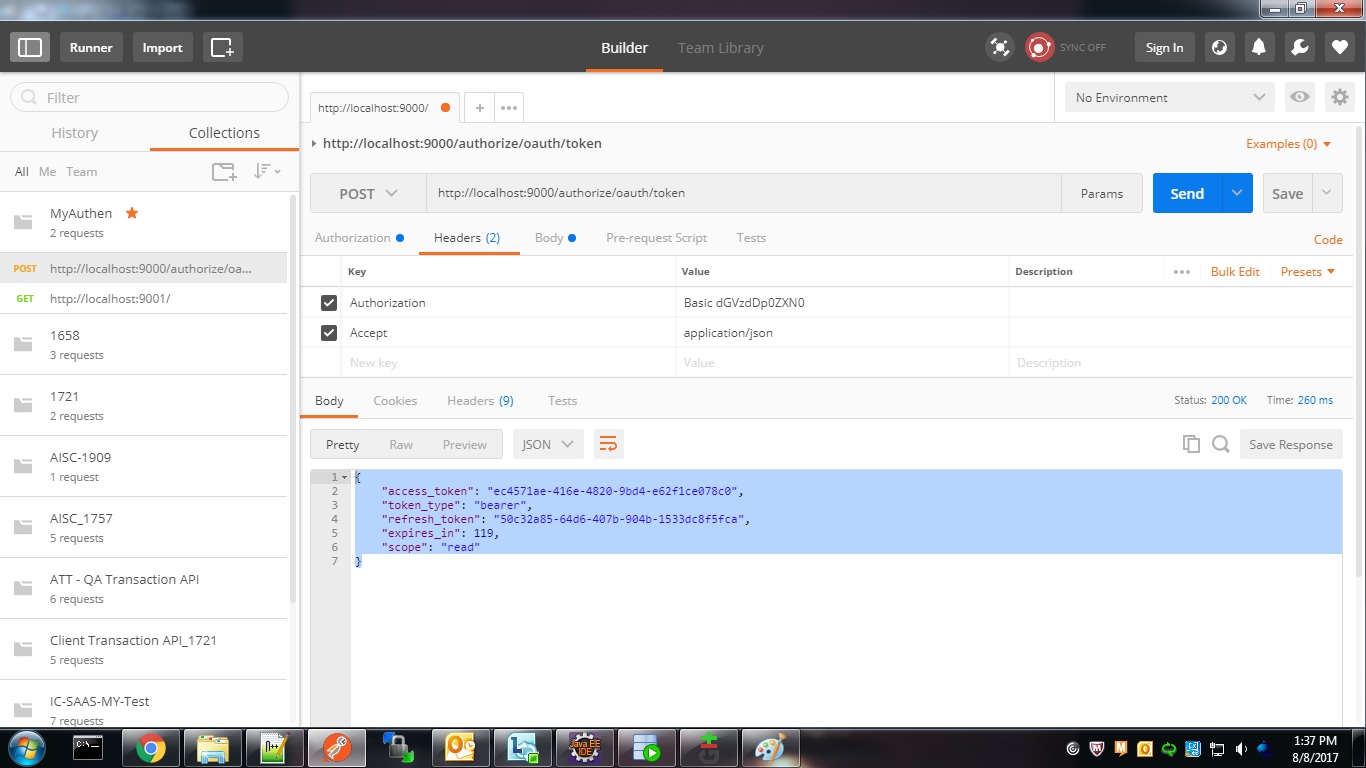 Runner
Import
Builder
Team Library
SYNC OFF
Sign In
Filter
History
Collections
All Me Team
MyAuthen
2 requests
POST http://localhost:9000/authorize/oa...
GET http://localhost:9001/
1658
3 requests
1721
2 requests
AISC-1909
1 request
AISC_1757
5 requests
ATT - QA Transaction API
6 requests
Client Transaction API_1721
5 requests
IC-SAAS-MY-Test
7 requests
http://localhost:9000/
No Environment
http://localhost:9000/authorize/oauth/token
Examples (0)
POST http://localhost:9000/authorize/oauth/token Params Send Save
Authorization Headers (2) Body Pre-request Script Tests Code
Key Value Description Bulk Edit Presets
Authorization Basic dGVzdDp0ZXN0
Accept application/json
New key Value Description
Body Cookies Headers (9) Tests Status: 200 OK Time: 260 ms
Pretty Raw Preview JSON Save Response
1 {
2 "access_token": "ec4571ae-416e-4820-9bd4-e62f1ce078c0",
3 "token_type": "bearer",
4 "refresh_token": "50c32a85-64d6-407b-904b-1533dc8f5fca",
5 "expires_in": 119,
6 "scope": "read"
7 }
Java EE
IDE
1:37 PM
8/8/2017